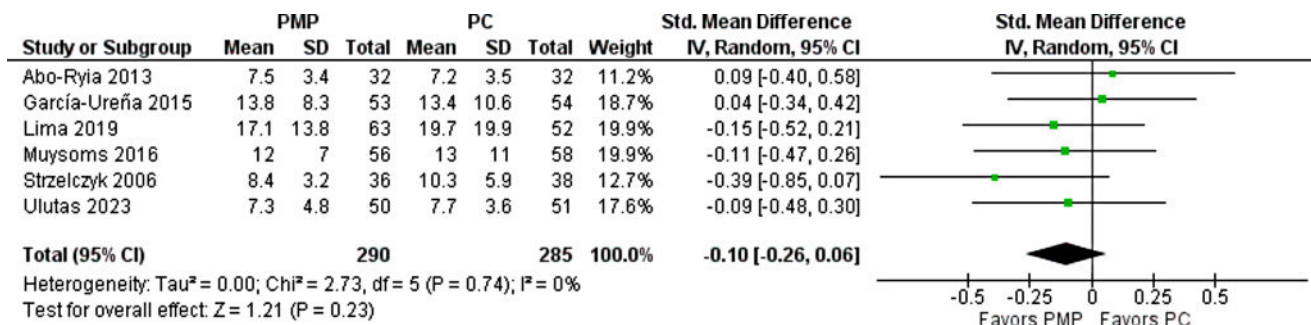 PMP PC Std. Mean Difference Std. Mean Difference
Study or Subgroup Mean SD Total Mean SD Total Weight IV, Random, 95% CI IV, Random, 95% CI
Abo-Ryia 2013 7.5 3.4 32 7.2 3.5 32 11.2% 0.09 [-0.40, 0.58]
García-Ureña 2015 13.8 8.3 53 13.4 10.6 54 18.7% 0.04 [-0.34, 0.42]
Lima 2019 17.1 13.8 63 19.7 19.9 52 19.9% -0.15 [-0.52, 0.21]
Muysoms 2016 12 7 56 13 11 58 19.9% -0.11 [-0.47, 0.26]
Strzelczyk 2006 8.4 3.2 36 10.3 5.9 38 12.7% -0.39 [-0.85, 0.07]
Ulutas 2023 7.3 4.8 50 7.7 3.6 51 17.6% -0.09 [-0.48, 0.30]
Total (95% CI) 290 285 100.0% -0.10 [-0.26, 0.06]
Heterogeneity: Tau² = 0.00; Chi² = 2.73, df = 5 (P = 0.74); I² = 0%
Test for overall effect: Z = 1.21 (P = 0.23)
-0.5 -0.25 0 0.25 0.5
Favors PMP Favors PC